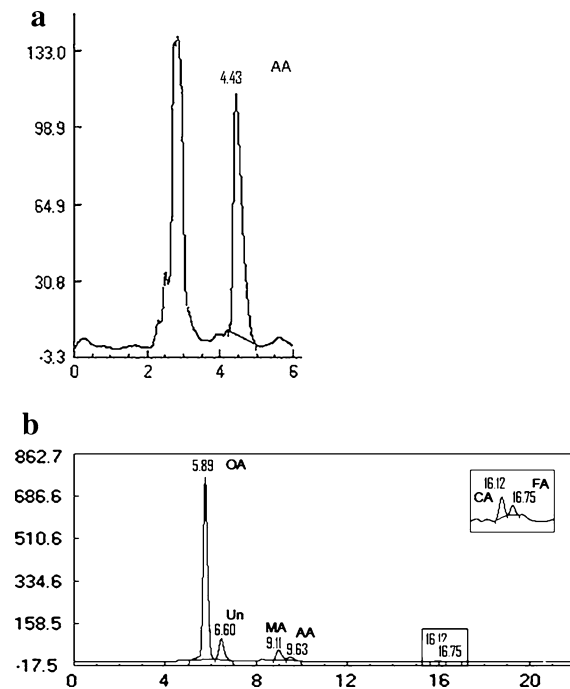 a
133.0
4.43 AA
98.9
64.9
30.8
-3.3
0 2 4 6
b
862.7
5.89 OA
686.6
16.12 FA
CA 16.75
510.6
334.6
Un
158.5
6.60
MA AA
9.11 9.63
16.12
16.75
-17.5
0 4 8 12 16 20